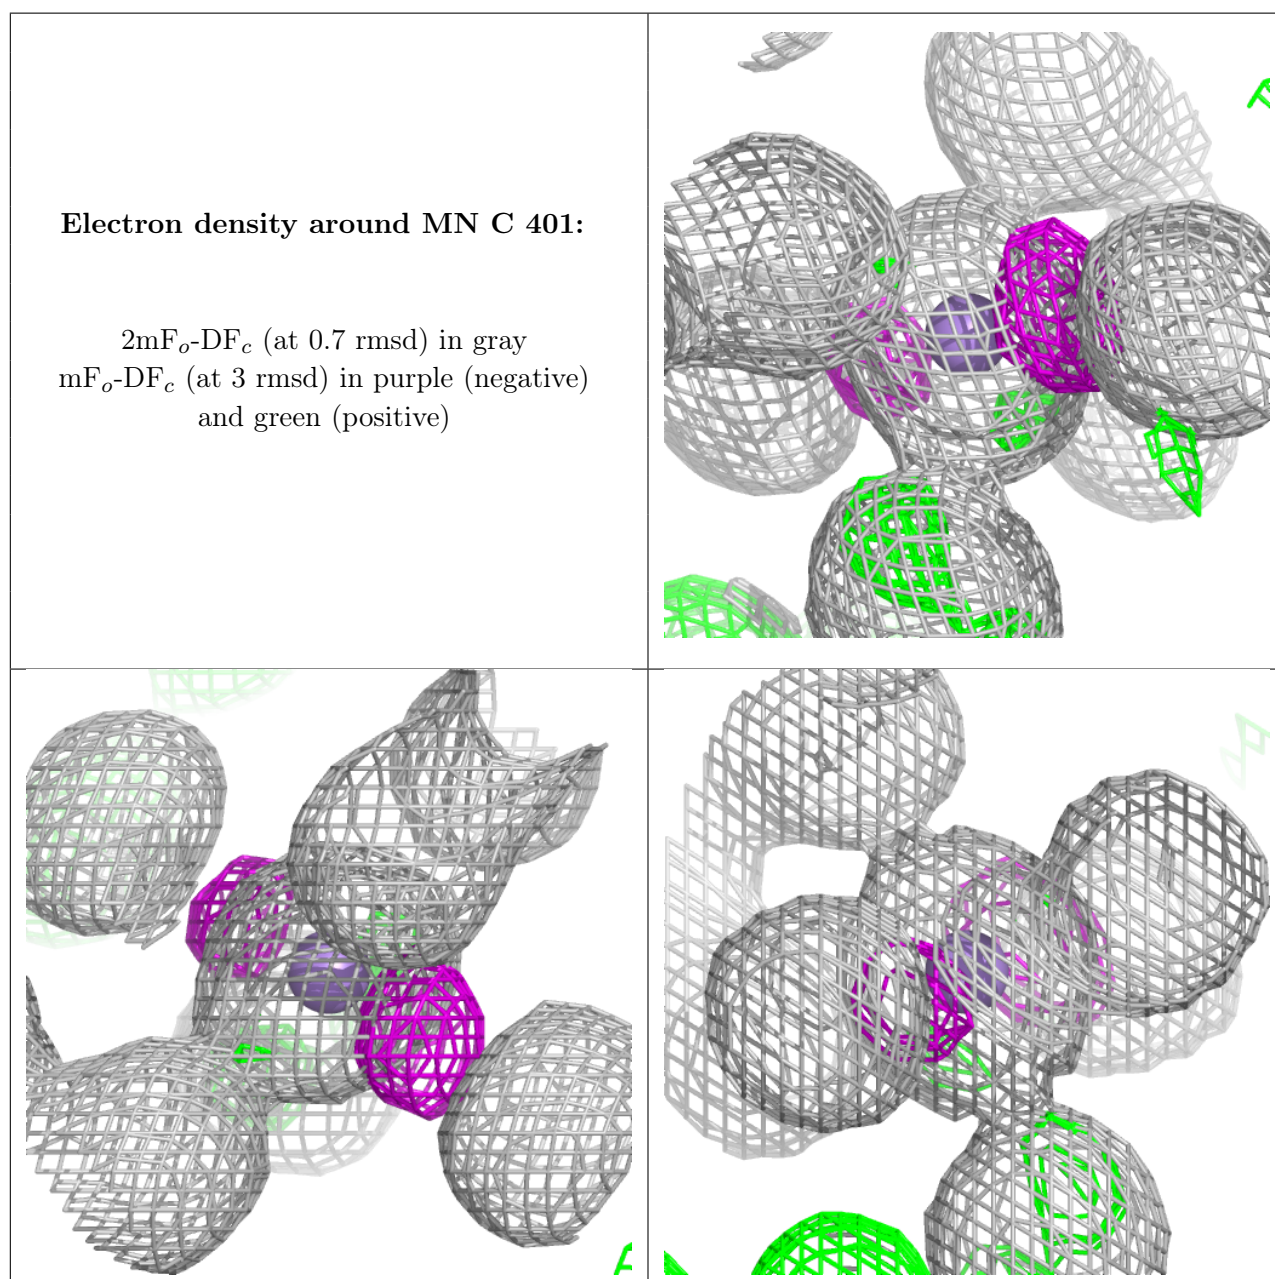 Electron density around MN C 401:
2mFo-DFc (at 0.7 rmsd) in gray
mFo-DFc (at 3 rmsd) in purple (negative)
and green (positive)